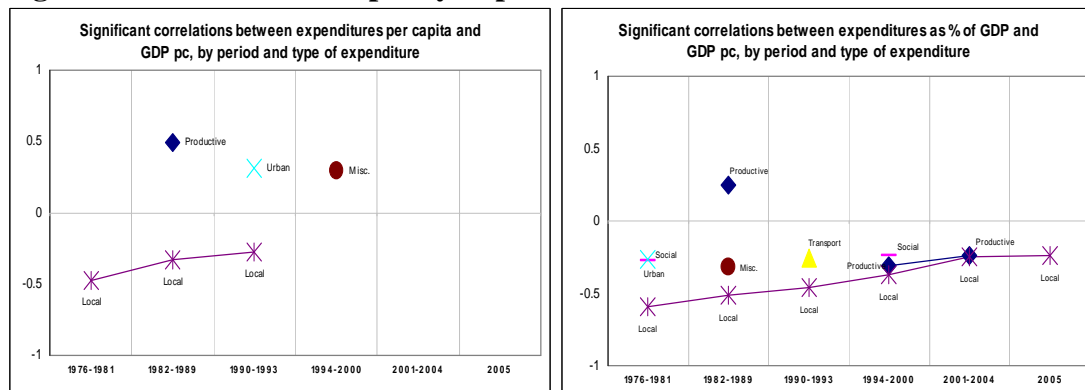 Significant correlations between expenditures per capita and
GDP pc, by period and type of expenditure
1
0.5
0
-0.5
-1
Productive
Urban
Misc.
Local
Local
Local
1976-1981 1982-1989 1990-1993 1994-2000 2001-2004 2005
Significant correlations between expenditures as % of GDP and
GDP pc, by period and type of expenditure
1
0.5
0
-0.5
-1
Productive
Social
Urban
Misc.
Transport
Social
Productive
Productive
Local
Local
Local
Local
Local
Local
1976-1981 1982-1989 1990-1993 1994-2000 2001-2004 2005